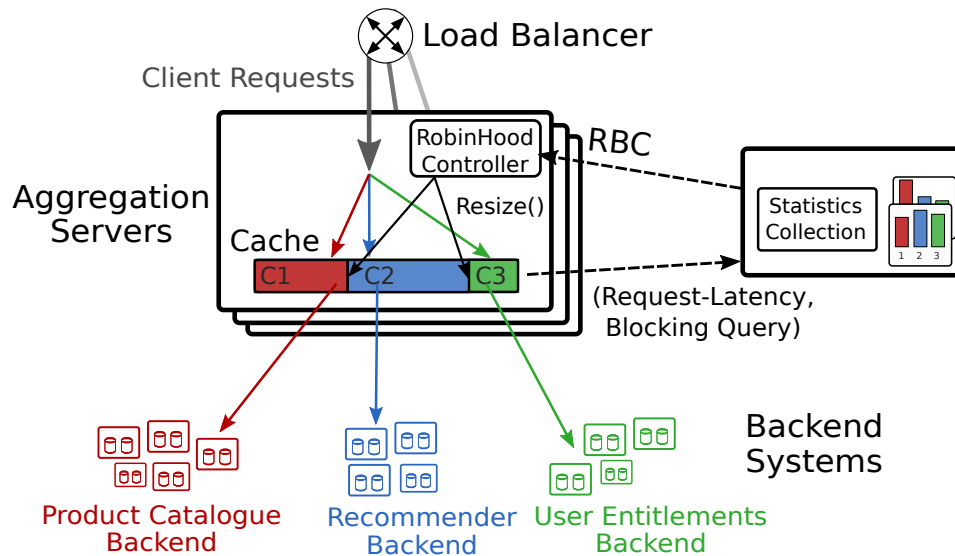 Load Balancer
Client Requests
RobinHood
Controller
RBC
Aggregation
Servers
Resize()
Statistics
Collection
1 2 3
Cache
C1 C2 C3
(Request-Latency,
Blocking Query)
Backend
Systems
Product Catalogue
Backend
Recommender
Backend
User Entitlements
Backend